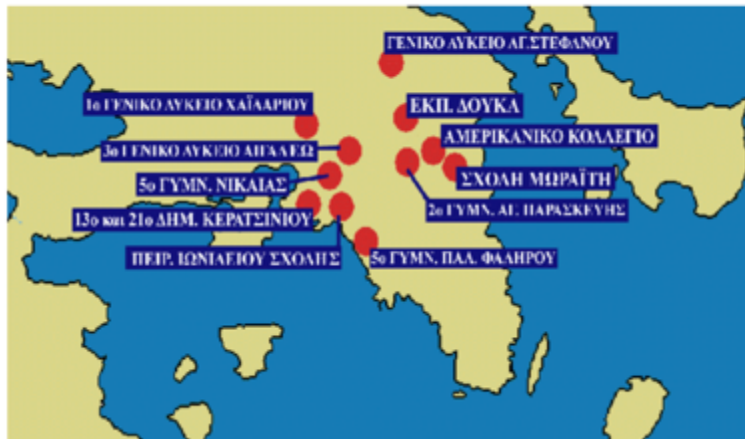 ΓΕΝΙΚΟ ΛΥΚΕΙΟ ΑΓ.ΣΤΕΦΑΝΟΥ
1ο ΓΕΝΙΚΟ ΛΥΚΕΙΟ ΧΑΪΔΑΡΙΟΥ
ΕΚΠ. ΔΟΥΚΑ
ΑΜΕΡΙΚΑΝΙΚΟ ΚΟΛΛΕΓΙΟ
3ο ΓΕΝΙΚΟ ΛΥΚΕΙΟ ΑΙΓΑΛΕΩ
ΣΧΟΛΗ ΜΩΡΑΪΤΗ
5ο ΓΥΜΝ. ΝΙΚΑΙΑΣ
2ο ΓΥΜΝ. ΑΓ. ΠΑΡΑΣΚΕΥΗΣ
13ο και 21ο ΔΗΜ. ΚΕΡΑΤΣΙΝΙΟΥ
ΠΕΙΡ. ΙΩΝΙΔΕΙΟΥ ΣΧΟΛΗΣ
5ο ΓΥΜΝ. ΠΑΛ. ΦΑΛΗΡΟΥ